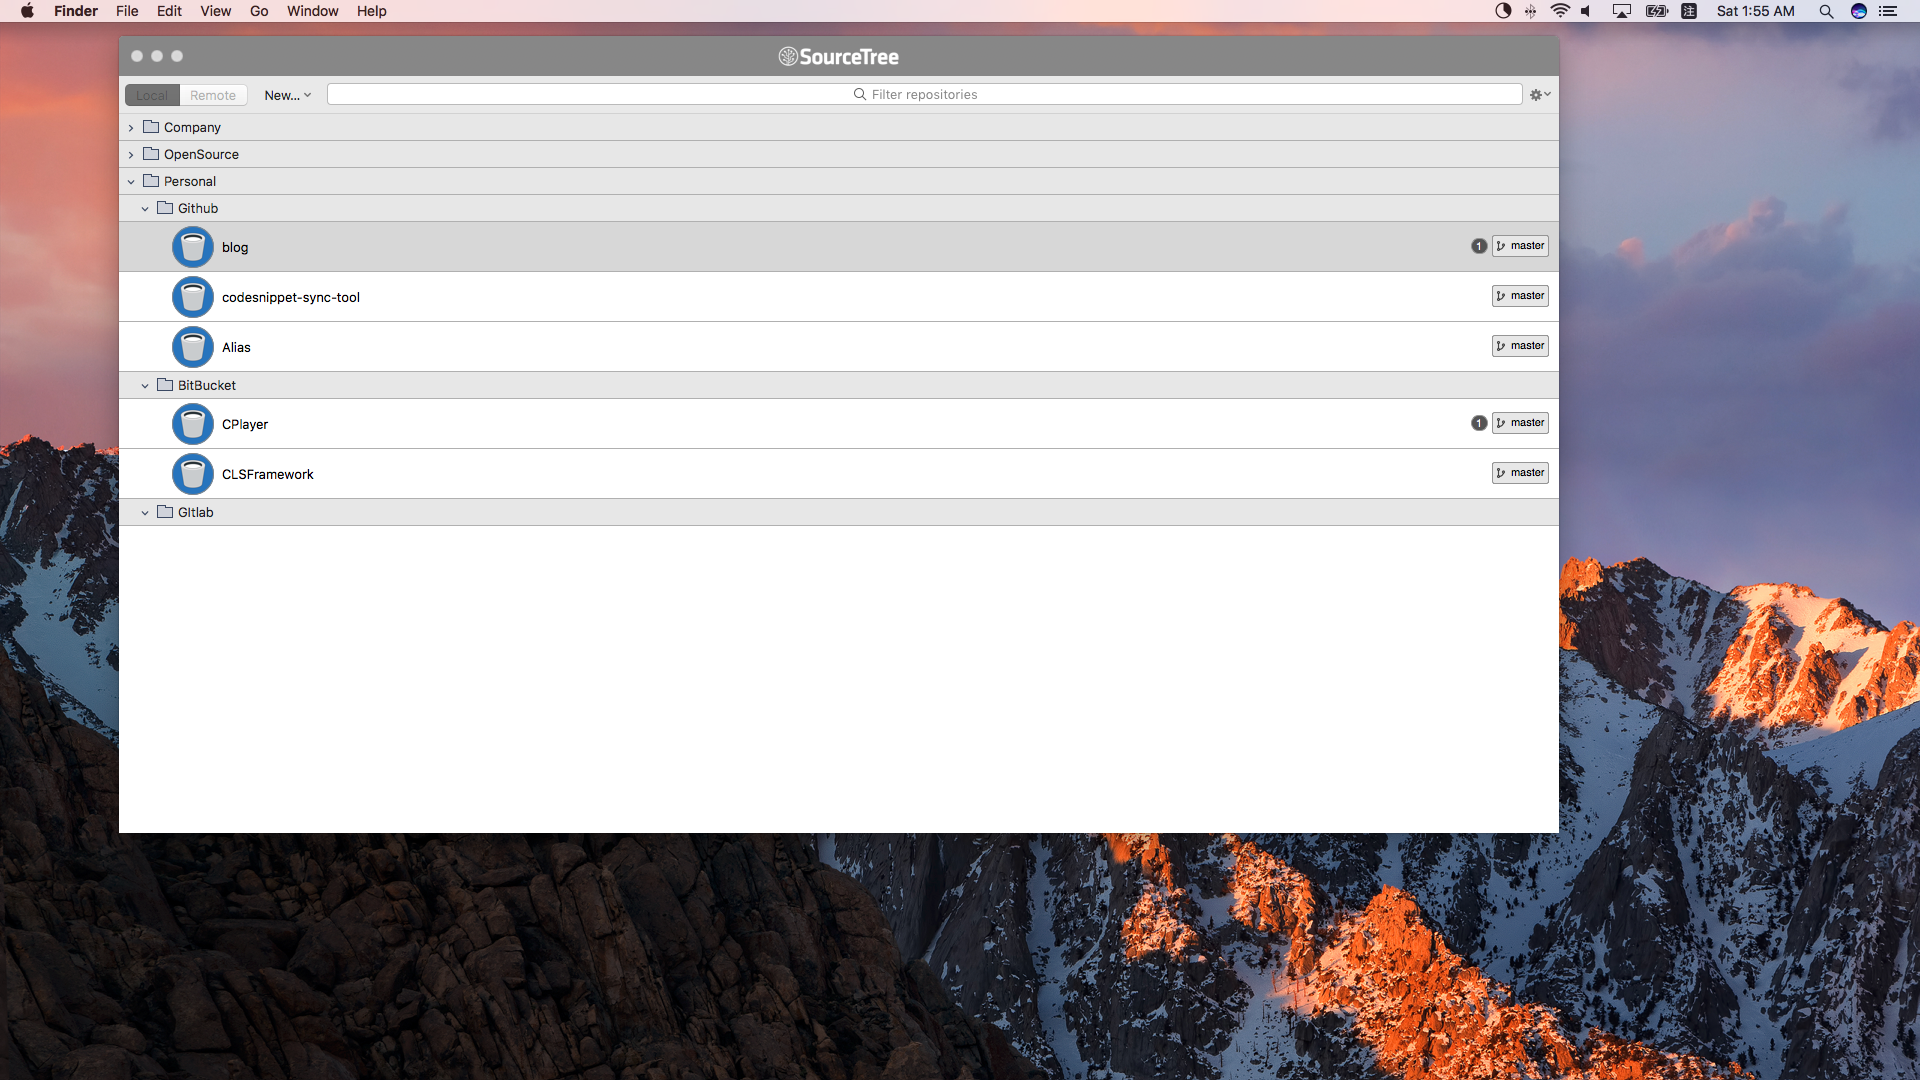 Finder File Edit View Go Window Help
注 Sat 1:55 AM
SourceTree
Local Remote New... Filter repositories
Company
OpenSource
Personal
Github
blog 1 master
codesnippet-sync-tool master
Alias master
BitBucket
CPlayer 1 master
CLSFramework master
GItlab